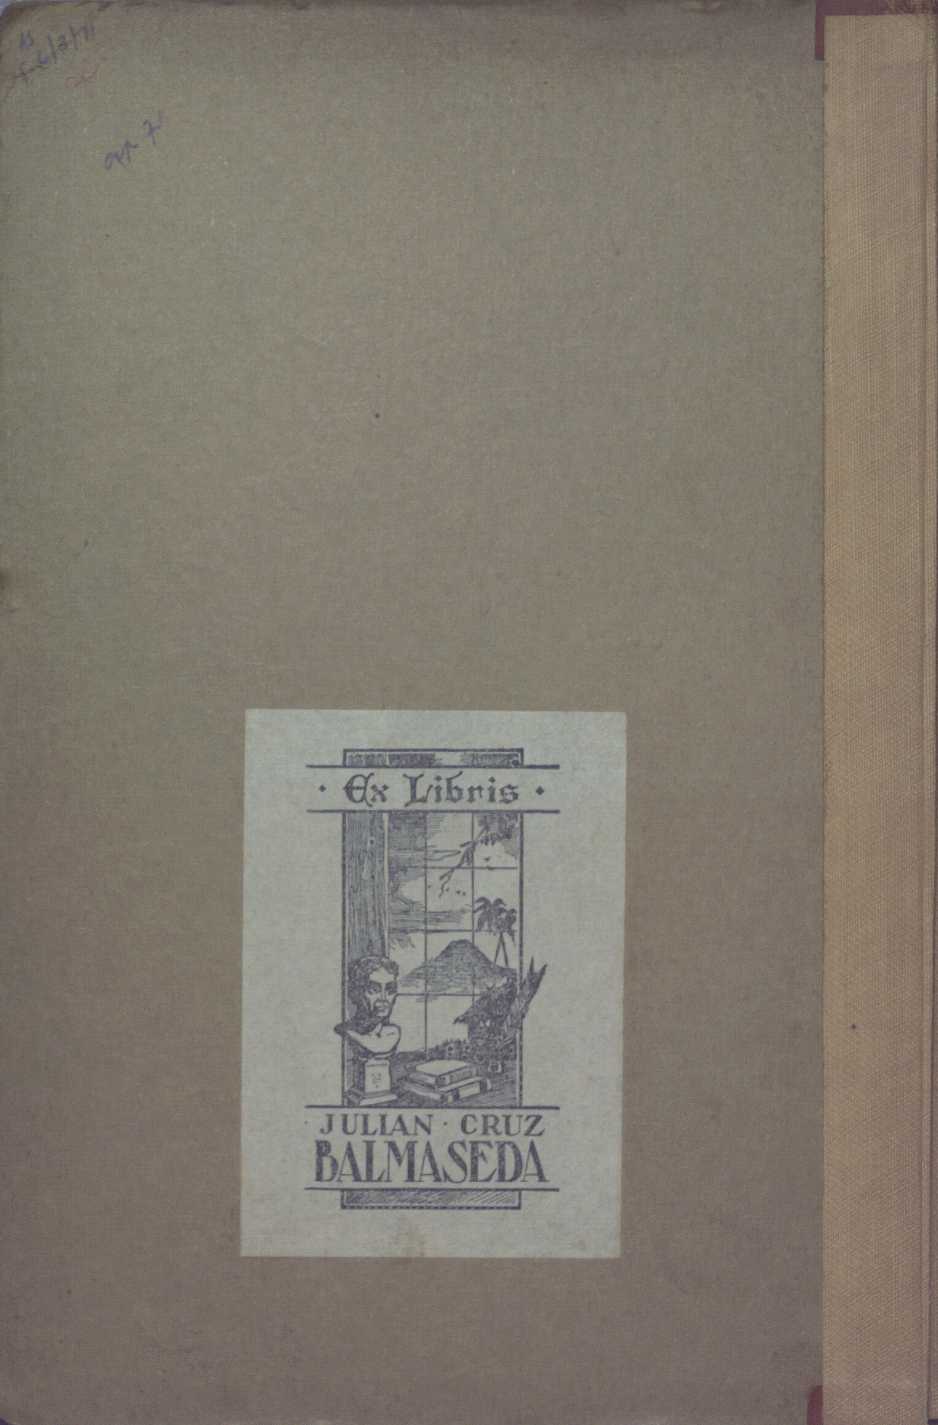 · Ex Libris ·
JULIAN · CRUZ
BALMASEDA